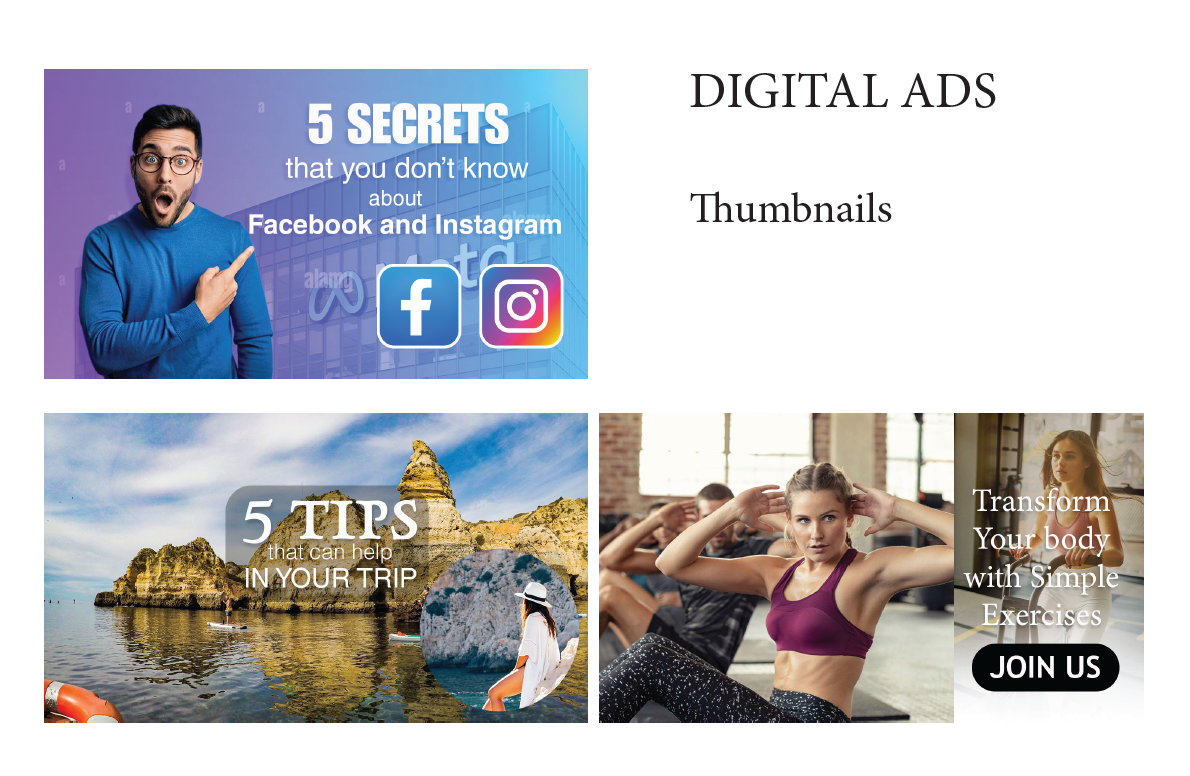 DIGITAL ADS
Thumbnails
5 SECRETS
that you don't know
about
Facebook and Instagram
alamy
Meta
a
a
a
a
a
a
5 TIPS
that can help
IN YOUR TRIP
Transform
Your body
with Simple
Exercises
JOIN US